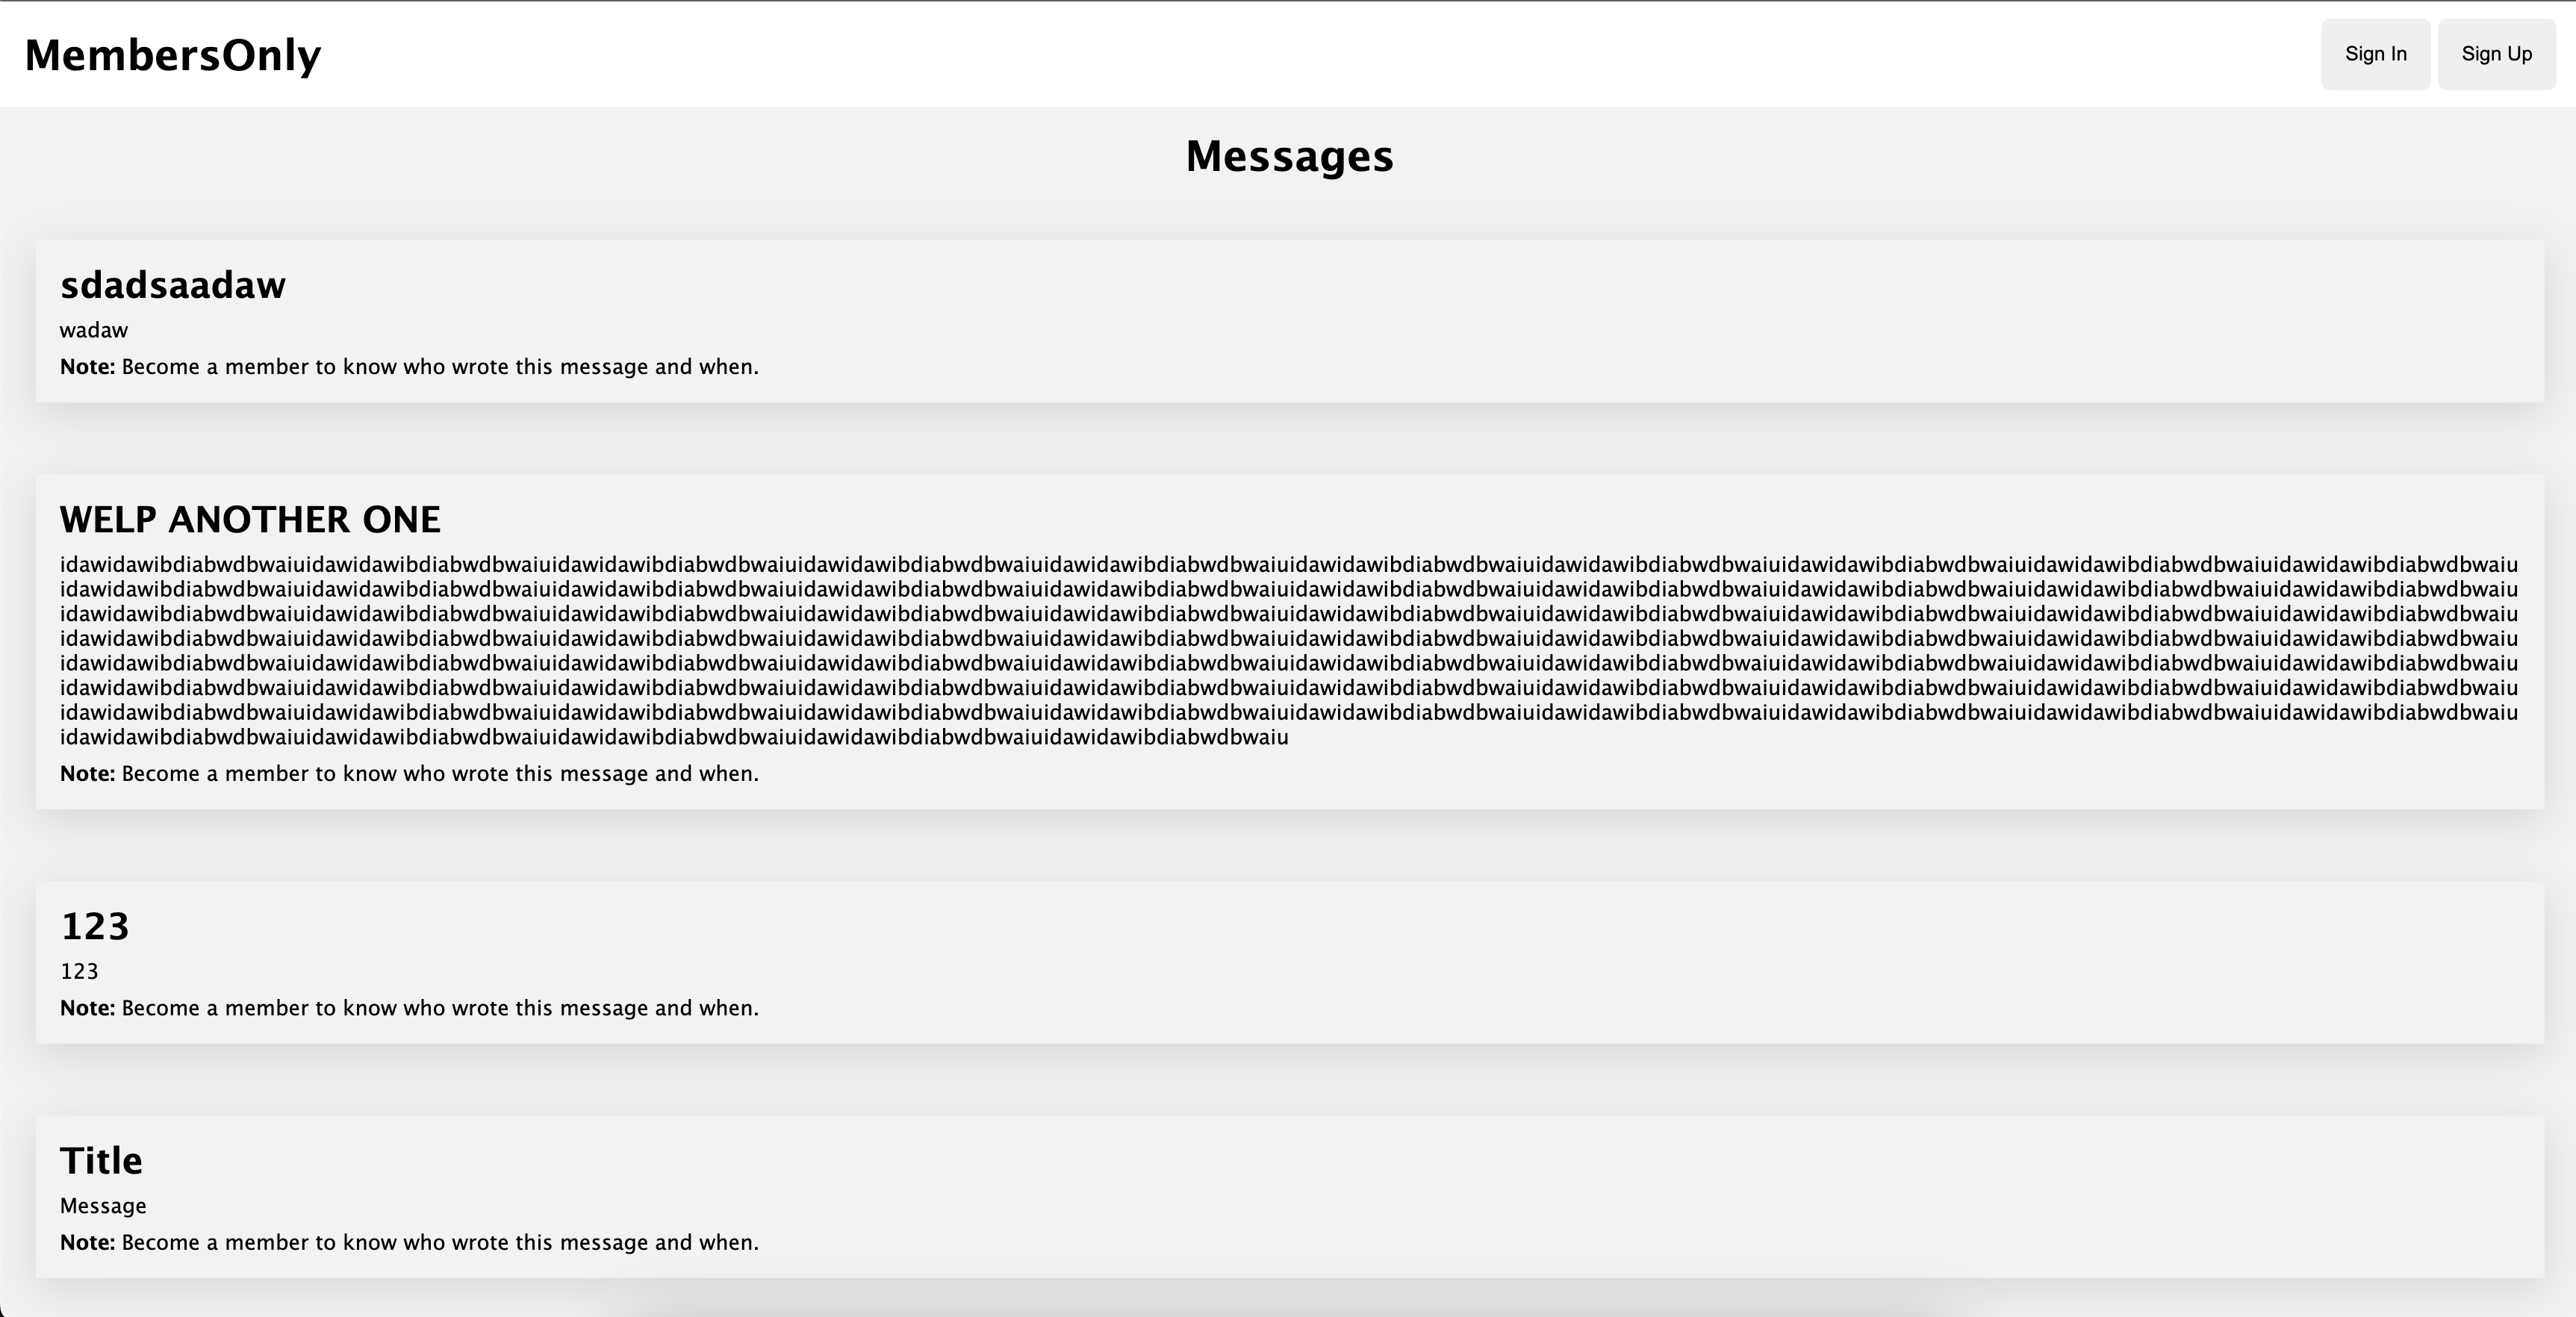 MembersOnly
Sign In
Sign Up
Messages
sdadsaadaw
wadaw
Note: Become a member to know who wrote this message and when.
WELP ANOTHER ONE
idawidawibdiabwdbwaiuidawidawibdiabwdbwaiuidawidawibdiabwdbwaiuidawidawibdiabwdbwaiuidawidawibdiabwdbwaiuidawidawibdiabwdbwaiuidawidawibdiabwdbwaiuidawidawibdiabwdbwaiuidawidawibdiabwdbwaiuidawidawibdiabwdbwaiu
idawidawibdiabwdbwaiuidawidawibdiabwdbwaiuidawidawibdiabwdbwaiuidawidawibdiabwdbwaiuidawidawibdiabwdbwaiuidawidawibdiabwdbwaiuidawidawibdiabwdbwaiuidawidawibdiabwdbwaiuidawidawibdiabwdbwaiuidawidawibdiabwdbwaiu
idawidawibdiabwdbwaiuidawidawibdiabwdbwaiuidawidawibdiabwdbwaiuidawidawibdiabwdbwaiuidawidawibdiabwdbwaiuidawidawibdiabwdbwaiuidawidawibdiabwdbwaiuidawidawibdiabwdbwaiuidawidawibdiabwdbwaiuidawidawibdiabwdbwaiu
idawidawibdiabwdbwaiuidawidawibdiabwdbwaiuidawidawibdiabwdbwaiuidawidawibdiabwdbwaiuidawidawibdiabwdbwaiuidawidawibdiabwdbwaiuidawidawibdiabwdbwaiuidawidawibdiabwdbwaiuidawidawibdiabwdbwaiuidawidawibdiabwdbwaiu
idawidawibdiabwdbwaiuidawidawibdiabwdbwaiuidawidawibdiabwdbwaiuidawidawibdiabwdbwaiuidawidawibdiabwdbwaiuidawidawibdiabwdbwaiuidawidawibdiabwdbwaiuidawidawibdiabwdbwaiuidawidawibdiabwdbwaiuidawidawibdiabwdbwaiu
idawidawibdiabwdbwaiuidawidawibdiabwdbwaiuidawidawibdiabwdbwaiuidawidawibdiabwdbwaiuidawidawibdiabwdbwaiuidawidawibdiabwdbwaiuidawidawibdiabwdbwaiuidawidawibdiabwdbwaiuidawidawibdiabwdbwaiuidawidawibdiabwdbwaiu
idawidawibdiabwdbwaiuidawidawibdiabwdbwaiuidawidawibdiabwdbwaiuidawidawibdiabwdbwaiuidawidawibdiabwdbwaiuidawidawibdiabwdbwaiuidawidawibdiabwdbwaiuidawidawibdiabwdbwaiuidawidawibdiabwdbwaiuidawidawibdiabwdbwaiu
idawidawibdiabwdbwaiuidawidawibdiabwdbwaiuidawidawibdiabwdbwaiuidawidawibdiabwdbwaiuidawidawibdiabwdbwaiu
Note: Become a member to know who wrote this message and when.
123
123
Note: Become a member to know who wrote this message and when.
Title
Message
Note: Become a member to know who wrote this message and when.